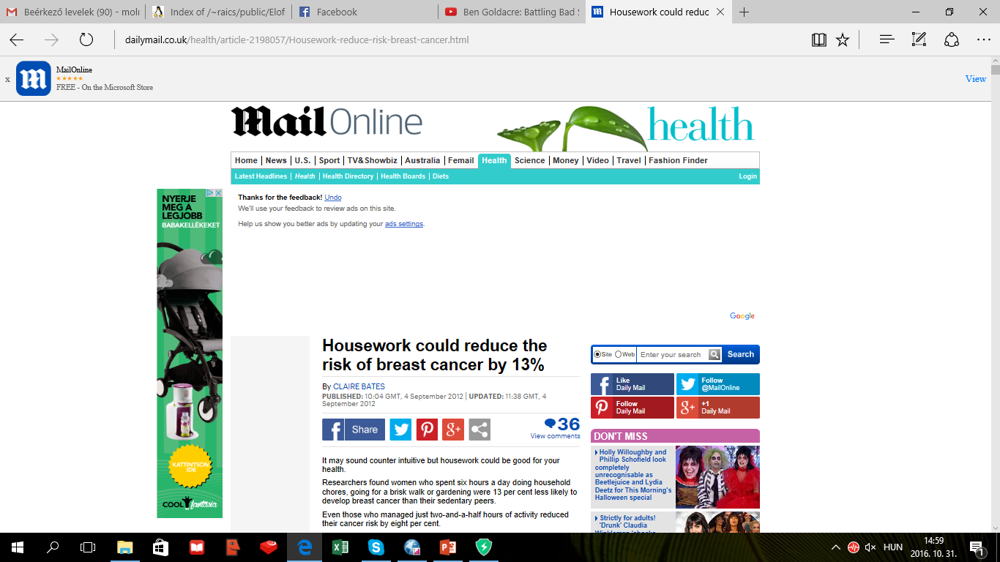 Beérkező levelek (90) - moln
Index of /~raics/public/Elof
Facebook
Ben Goldacre: Battling Bad S
Housework could reduc
dailymail.co.uk/health/article-2198057/Housework-reduce-risk-breast-cancer.html
x
MailOnline
FREE - On the Microsoft Store
View
Mail Online
health
Home News U.S. Sport TV&Showbiz Australia Femail Health Science Money Video Travel Fashion Finder
Latest Headlines Health Health Directory Health Boards Diets Login
NYERJE
MEG A
LEGJOBB
BABAKELLÉKEKET
KATTINTSON
IDE
COOL fantasia
Thanks for the feedback! Undo
We'll use your feedback to review ads on this site.
Help us show you better ads by updating your ads settings.
Google
Housework could reduce the
risk of breast cancer by 13%
By CLAIRE BATES
PUBLISHED: 10:04 GMT, 4 September 2012 | UPDATED: 11:38 GMT, 4
September 2012
Share
36
View comments
It may sound counter intuitive but housework could be good for your
health.
Researchers found women who spent six hours a day doing household
chores, going for a brisk walk or gardening were 13 per cent less likely to
develop breast cancer than their sedentary peers.
Even those who managed just two-and-a-half hours of activity reduced
their cancer risk by eight per cent.
Site Web Enter your search Search
Like
Daily Mail
Follow
@MailOnline
Follow
Daily Mail
+1
Daily Mail
DON'T MISS
Holly Willoughby and
Phillip Schofield look
completely
unrecognisable as
Beetlejuice and Lydia
Deetz for This Morning's
Halloween special
Strictly for adults!
'Drunk' Claudia
HUN
14:59
2016. 10. 31.
1